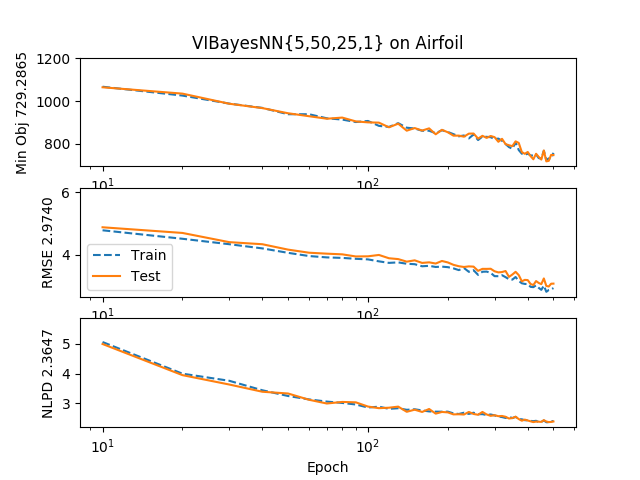 VIBayesNN{5,50,25,1} on Airfoil
Min Obj 729.2865
1200
1000
800
10¹ 10²
RMSE 2.9740
6
4
Train
Test
10¹ 10²
NLPD 2.3647
5
4
3
10¹ 10²
Epoch